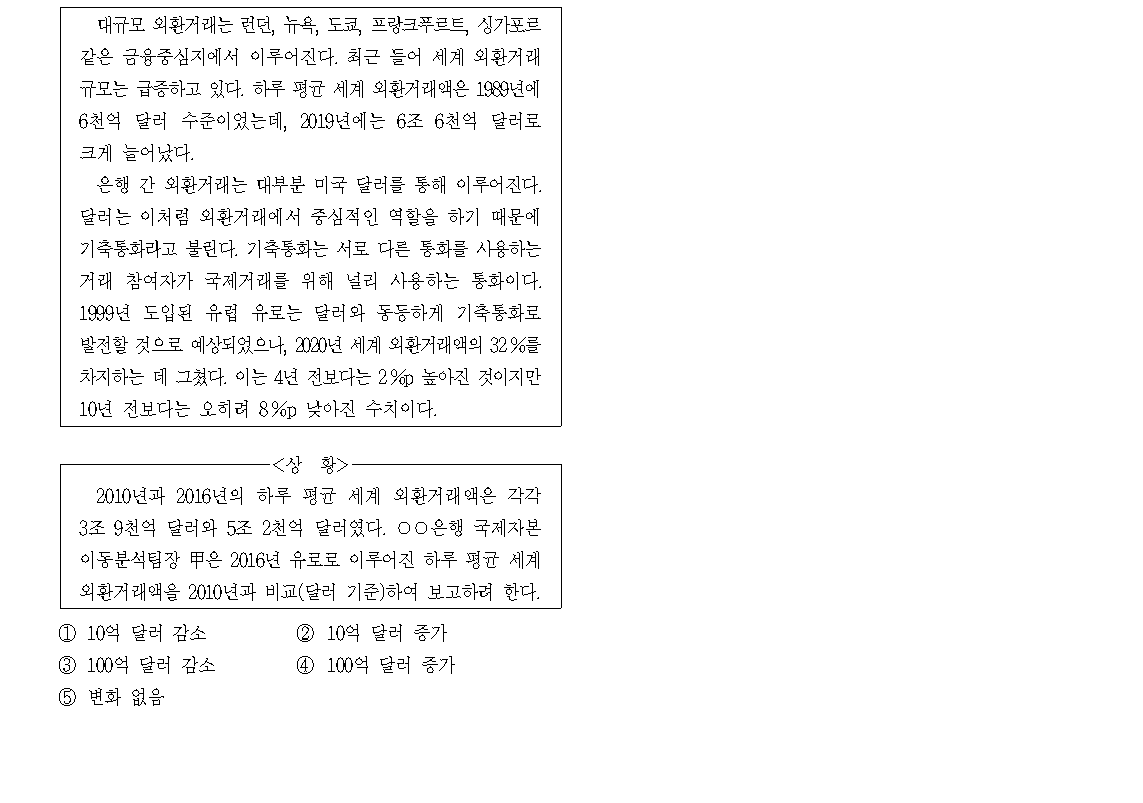 대규모 외환거래는 런던, 뉴욕, 도쿄, 프랑크푸르트, 싱가포르
같은 금융중심지에서 이루어진다. 최근 들어 세계 외환거래
규모는 급증하고 있다. 하루 평균 세계 외환거래액은 1989년에
6천억 달러 수준이었는데, 2019년에는 6조 6천억 달러로
크게 늘어났다.
은행 간 외환거래는 대부분 미국 달러를 통해 이루어진다.
달러는 이처럼 외환거래에서 중심적인 역할을 하기 때문에
기축통화라고 불린다. 기축통화는 서로 다른 통화를 사용하는
거래 참여자가 국제거래를 위해 널리 사용하는 통화이다.
1999년 도입된 유럽 유로는 달러와 동등하게 기축통화로
발전할 것으로 예상되었으나, 2020년 세계 외환거래액의 32%를
차지하는 데 그쳤다. 이는 4년 전보다는 2%p 높아진 것이지만
10년 전보다는 오히려 8%p 낮아진 수치이다.
<상 황>
2010년과 2016년의 하루 평균 세계 외환거래액은 각각
3조 9천억 달러와 5조 2천억 달러였다. ○○은행 국제자본
이동분석팀장 甲은 2016년 유로로 이루어진 하루 평균 세계
외환거래액을 2010년과 비교(달러 기준)하여 보고하려 한다.
① 10억 달러 감소 ② 10억 달러 증가
③ 100억 달러 감소 ④ 100억 달러 증가
⑤ 변화 없음